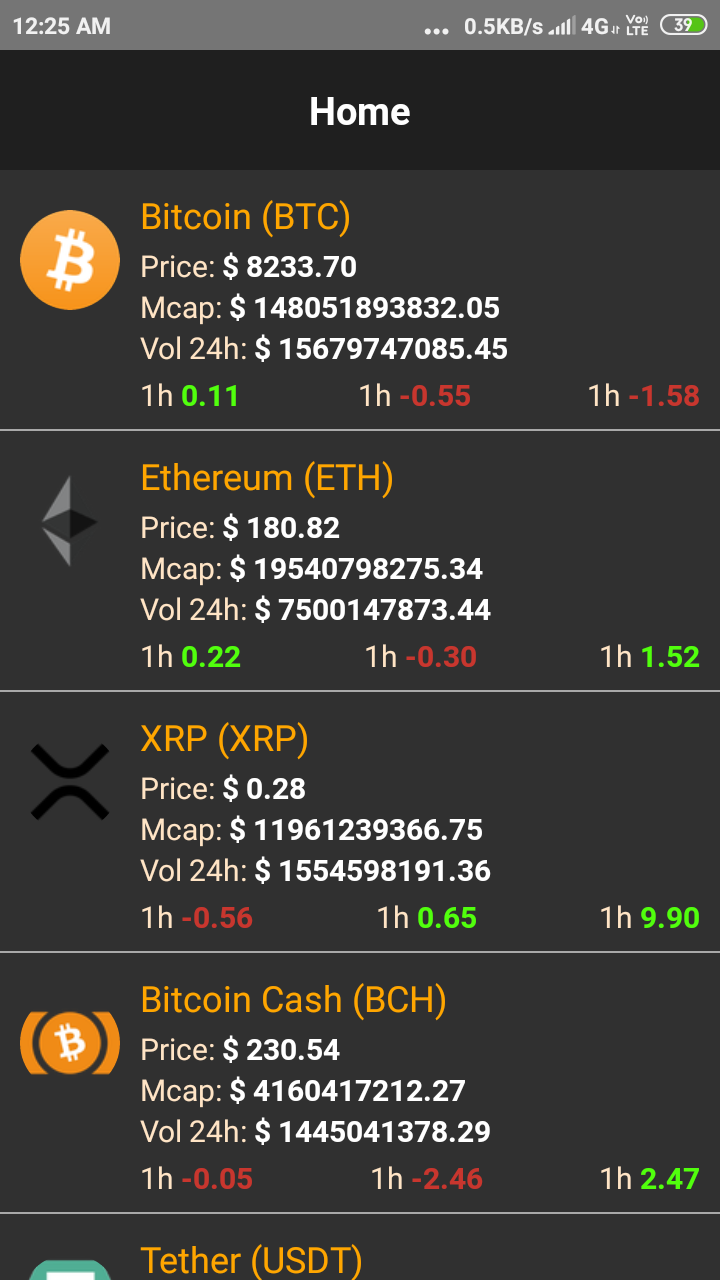 12:25 AM ... 0.5KB/s 4G Vo) LTE 39
Home
Bitcoin (BTC)
Price: $ 8233.70
Mcap: $ 148051893832.05
Vol 24h: $ 15679747085.45
1h 0.11 1h -0.55 1h -1.58
Ethereum (ETH)
Price: $ 180.82
Mcap: $ 19540798275.34
Vol 24h: $ 7500147873.44
1h 0.22 1h -0.30 1h 1.52
XRP (XRP)
Price: $ 0.28
Mcap: $ 11961239366.75
Vol 24h: $ 1554598191.36
1h -0.56 1h 0.65 1h 9.90
Bitcoin Cash (BCH)
Price: $ 230.54
Mcap: $ 4160417212.27
Vol 24h: $ 1445041378.29
1h -0.05 1h -2.46 1h 2.47
Tether (USDT)